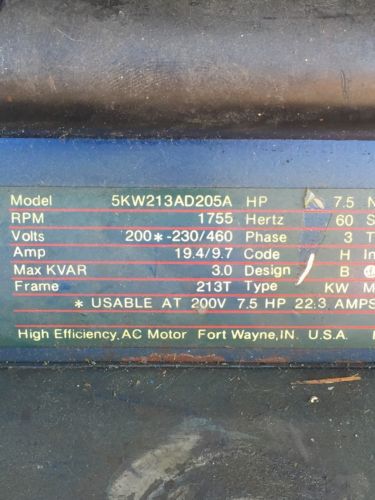 Model 5KW213AD205A HP 7.5 N
RPM 1755 Hertz 60 S
Volts 200*-230/460 Phase 3 T
Amp 19.4/9.7 Code H In
Max KVAR 3.0 Design B
Frame 213T Type KW M
* USABLE AT 200V 7.5 HP 22.3 AMPS
High Efficiency, AC Motor Fort Wayne, IN. U.S.A.